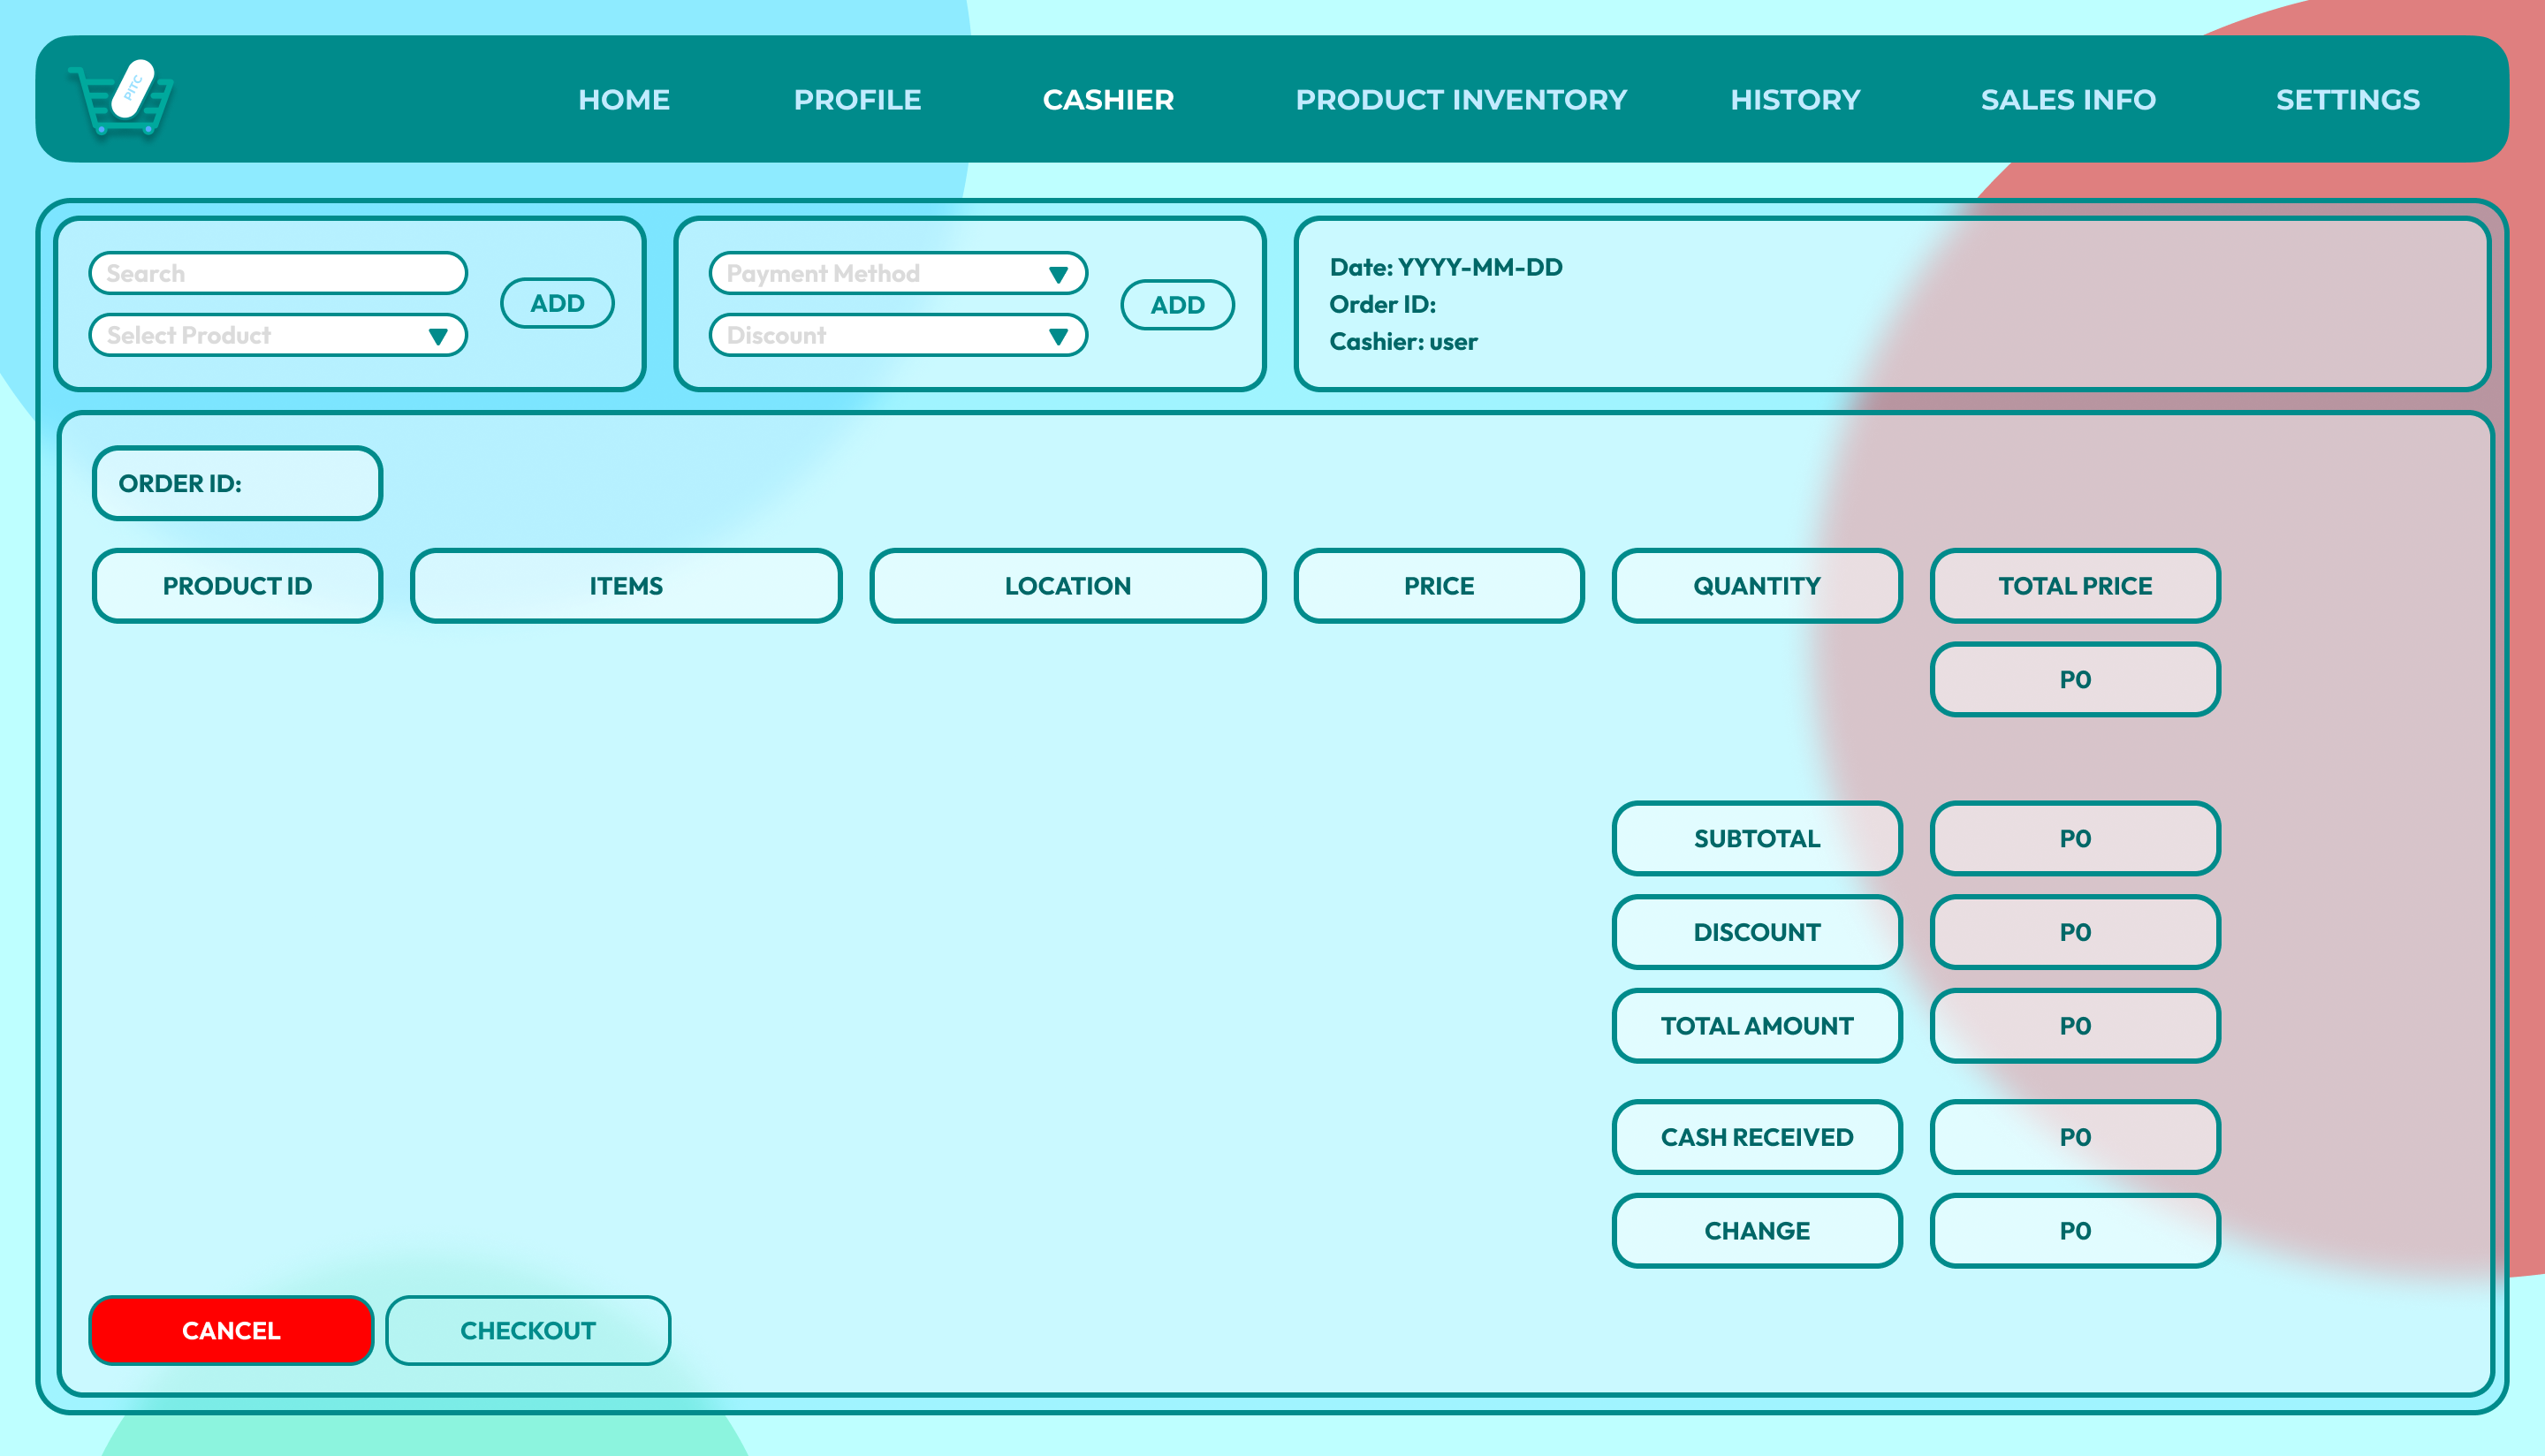 PITC
HOME PROFILE CASHIER PRODUCT INVENTORY HISTORY SALES INFO SETTINGS
Search
Select Product
ADD
Payment Method
Discount
ADD
Date: YYYY-MM-DD
Order ID:
Cashier: user
ORDER ID:
PRODUCT ID ITEMS LOCATION PRICE QUANTITY TOTAL PRICE
P0
SUBTOTAL P0
DISCOUNT P0
TOTAL AMOUNT P0
CASH RECEIVED P0
CHANGE P0
CANCEL CHECKOUT